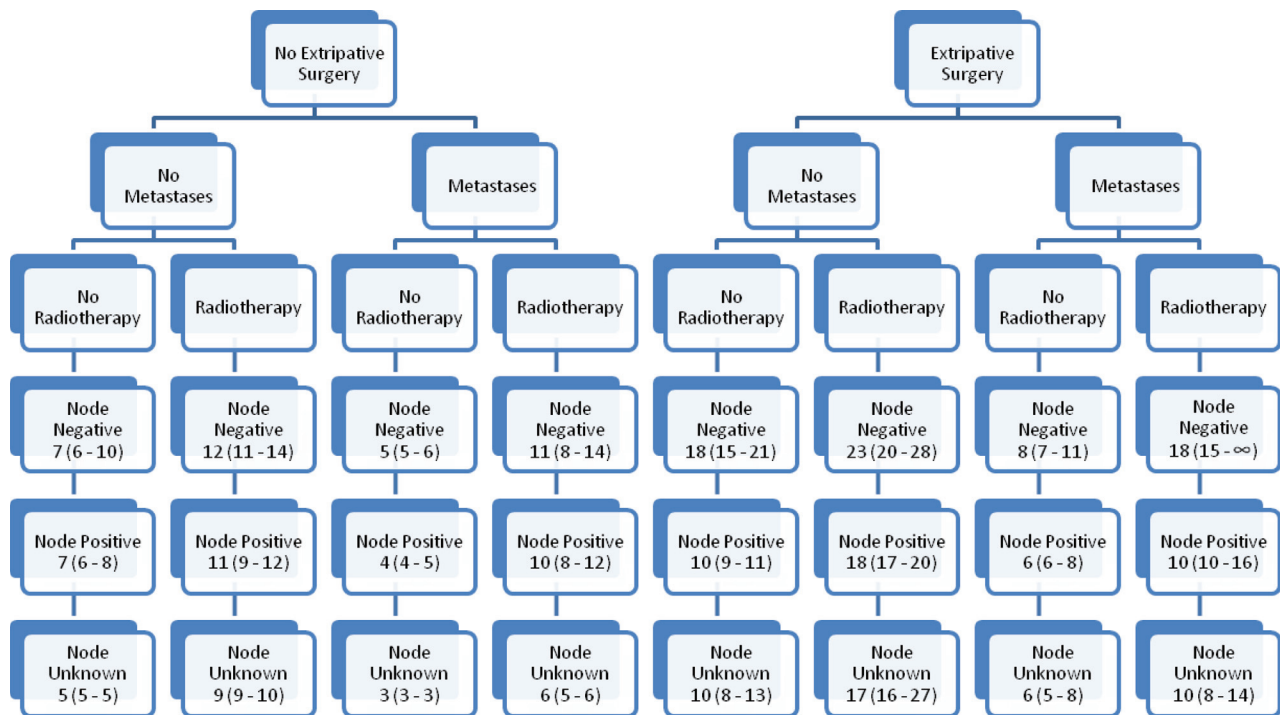 No Extripative
Surgery
Extripative
Surgery
No
Metastases
Metastases
No
Metastases
Metastases
No
Radiotherapy
Radiotherapy
No
Radiotherapy
Radiotherapy
No
Radiotherapy
Radiotherapy
No
Radiotherapy
Radiotherapy
Node
Negative
7 (6 - 10)
Node
Negative
12 (11 - 14)
Node
Negative
5 (5 - 6)
Node
Negative
11 (8 - 14)
Node
Negative
18 (15 - 21)
Node
Negative
23 (20 - 28)
Node
Negative
8 (7 - 11)
Node
Negative
18 (15 - ∞)
Node Positive
7 (6 - 8)
Node Positive
11 (9 - 12)
Node Positive
4 (4 - 5)
Node Positive
10 (8 - 12)
Node Positive
10 (9 - 11)
Node Positive
18 (17 - 20)
Node Positive
6 (6 - 8)
Node Positive
10 (10 - 16)
Node
Unknown
5 (5 - 5)
Node
Unknown
9 (9 - 10)
Node
Unknown
3 (3 - 3)
Node
Unknown
6 (5 - 6)
Node
Unknown
10 (8 - 13)
Node
Unknown
17 (16 - 27)
Node
Unknown
6 (5 - 8)
Node
Unknown
10 (8 - 14)